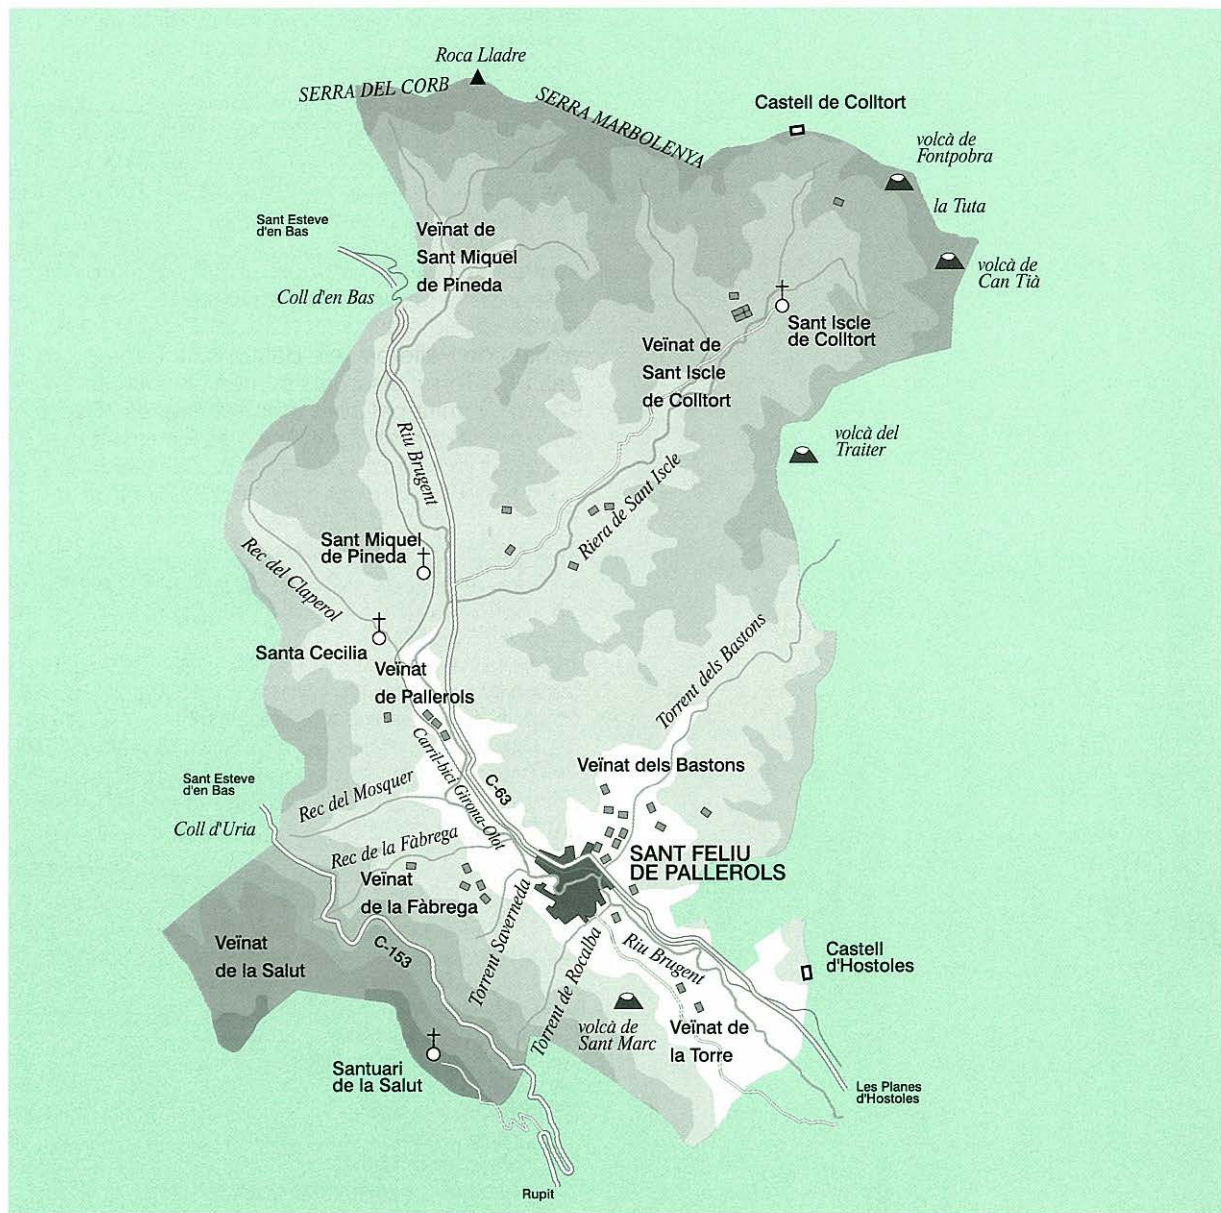 Roca Lladre
SERRA DEL CORB
SERRA MARBOLENYA
Castell de Colltort
volcà de
Fontpobra
la Tuta
volcà de
Can Tià
Sant Esteve
d'en Bas
Coll d'en Bas
Veïnat de
Sant Miquel
de Pineda
Sant Iscle
de Colltort
Veïnat de
Sant Iscle
de Colltort
volcà del
Traiter
Riu Brugent
Riera de Sant Iscle
Sant Miquel
de Pineda
Rec del Claperol
Santa Cecilia
Veïnat
de Pallerols
Torrent dels Bastons
Carril-bici Girona-Olot
C-63
Veïnat dels Bastons
Sant Esteve
d'en Bas
Coll d'Uria
Rec del Mosquer
Rec de la Fàbrega
Veïnat
de la Fàbrega
SANT FELIU
DE PALLEROLS
Veïnat
de la Salut
C-153
Torrent Saverneda
Torrent de Rocalba
Riu Brugent
Castell
d'Hostoles
volcà de
Sant Marc
Veïnat de
la Torre
Santuari
de la Salut
Les Planes
d'Hostoles
Rupit